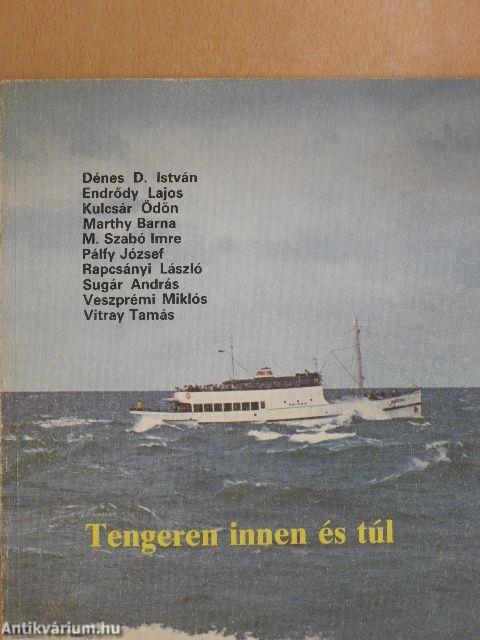 Dénes D. István
Endrődy Lajos
Kulcsár Ödön
Marthy Barna
M. Szabó Imre
Pálfy József
Rapcsányi László
Sugár András
Veszprémi Miklós
Vitray Tamás
Tengeren innen és túl
Antikvárium.hu